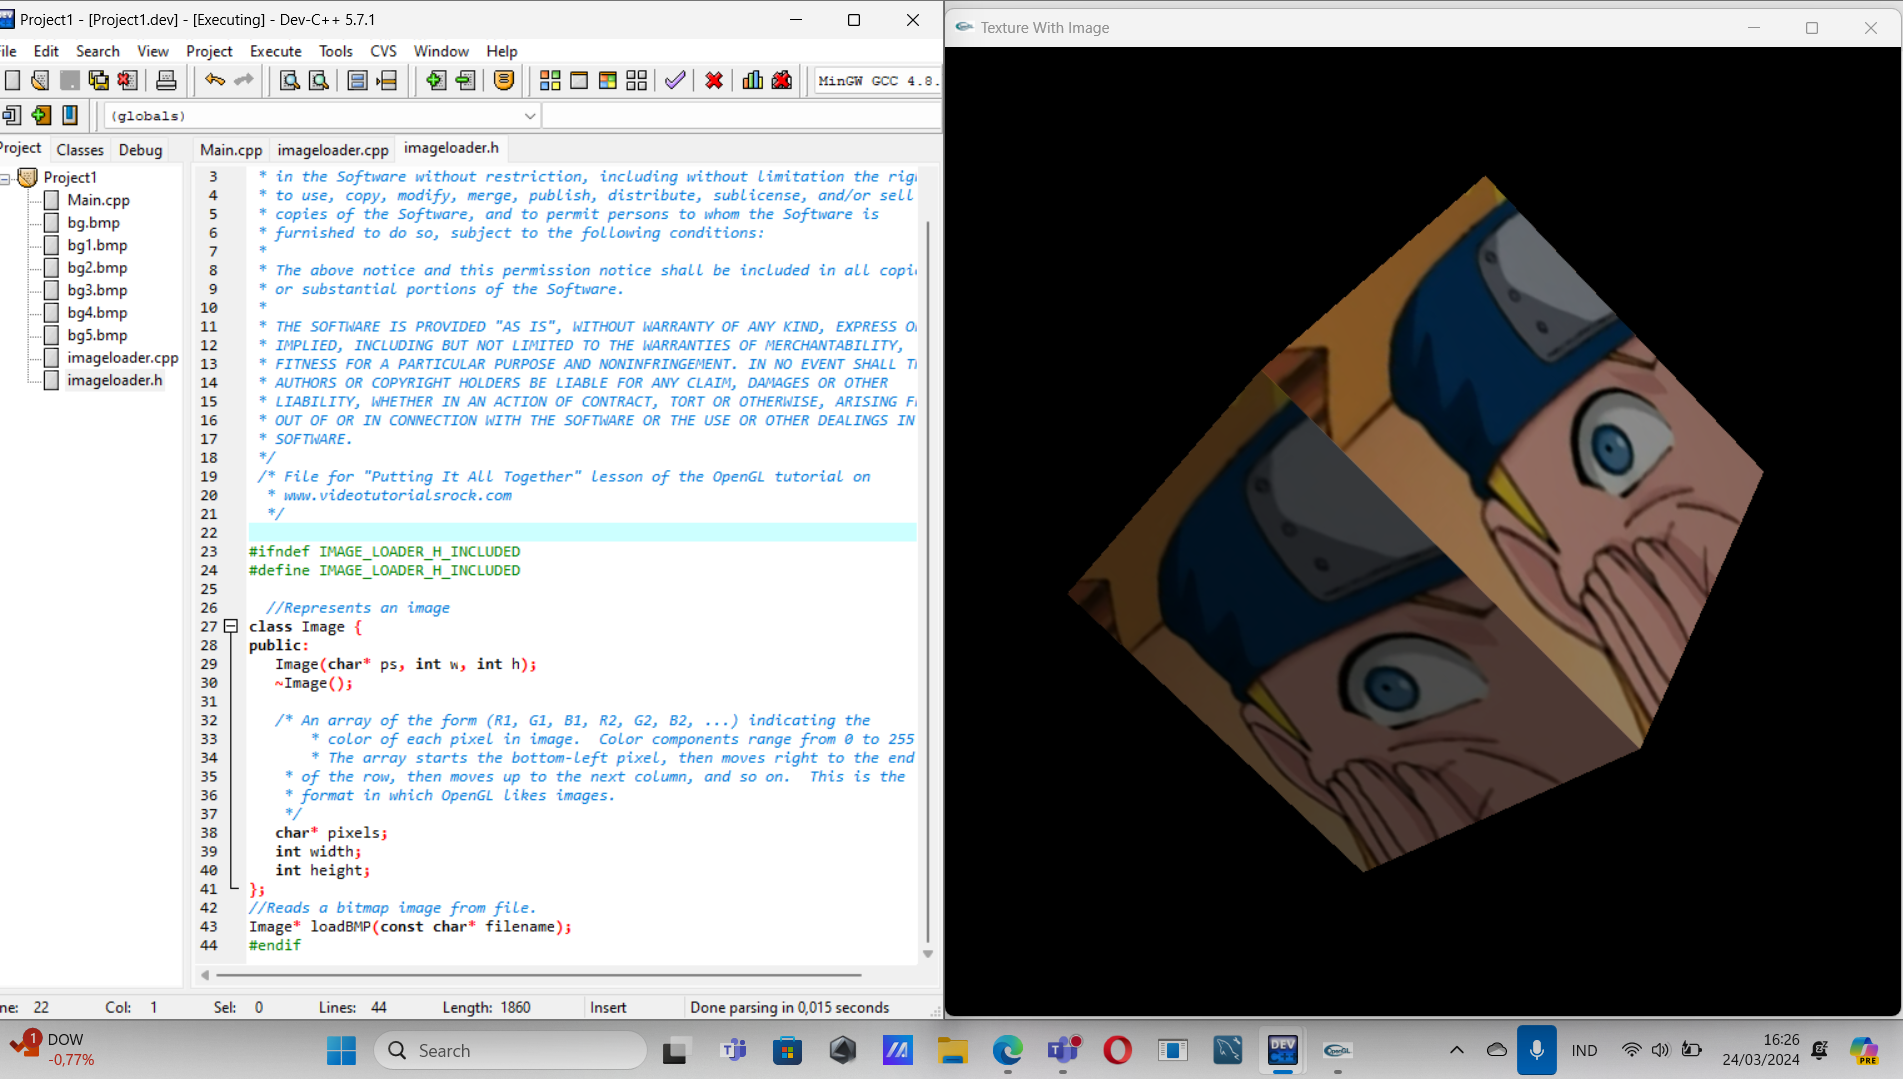 Project1 - [Project1.dev] - [Executing] - Dev-C++ 5.7.1
File Edit Search View Project Execute Tools CVS Window Help
MinGW GCC 4.8.
(globals)
Project Classes Debug
Main.cpp imageloader.cpp imageloader.h
Project1
Main.cpp
bg.bmp
bg1.bmp
bg2.bmp
bg3.bmp
bg4.bmp
bg5.bmp
imageloader.cpp
imageloader.h
3 * in the Software without restriction, including without limitation the righ
4 * to use, copy, modify, merge, publish, distribute, sublicense, and/or sell
5 * copies of the Software, and to permit persons to whom the Software is
6 * furnished to do so, subject to the following conditions:
7 *
8 * The above notice and this permission notice shall be included in all copi
9 * or substantial portions of the Software.
10 *
11 * THE SOFTWARE IS PROVIDED "AS IS", WITHOUT WARRANTY OF ANY KIND, EXPRESS O
12 * IMPLIED, INCLUDING BUT NOT LIMITED TO THE WARRANTIES OF MERCHANTABILITY,
13 * FITNESS FOR A PARTICULAR PURPOSE AND NONINFRINGEMENT. IN NO EVENT SHALL TH
14 * AUTHORS OR COPYRIGHT HOLDERS BE LIABLE FOR ANY CLAIM, DAMAGES OR OTHER
15 * LIABILITY, WHETHER IN AN ACTION OF CONTRACT, TORT OR OTHERWISE, ARISING F
16 * OUT OF OR IN CONNECTION WITH THE SOFTWARE OR THE USE OR OTHER DEALINGS IN
17 * SOFTWARE.
18 */
19 /* File for "Putting It All Together" lesson of the OpenGL tutorial on
20 * www.videotutorialsrock.com
21 */
22
23 #ifndef IMAGE_LOADER_H_INCLUDED
24 #define IMAGE_LOADER_H_INCLUDED
25
26 //Represents an image
27 class Image {
28 public:
29 Image(char* ps, int w, int h);
30 ~Image();
31
32 /* An array of the form (R1, G1, B1, R2, G2, B2, ...) indicating the
33 * color of each pixel in image. Color components range from 0 to 255
34 * The array starts the bottom-left pixel, then moves right to the end
35 * of the row, then moves up to the next column, and so on. This is the
36 * format in which OpenGL likes images.
37 */
38 char* pixels;
39 int width;
40 int height;
41 };
42 //Reads a bitmap image from file.
43 Image* loadBMP(const char* filename);
44 #endif
ne: 22 Col: 1 Sel: 0 Lines: 44 Length: 1860 Insert Done parsing in 0,015 seconds
Texture With Image
1
DOW
-0,77%
Search
DEV
OpenGL
IND
16:26
24/03/2024
PRE